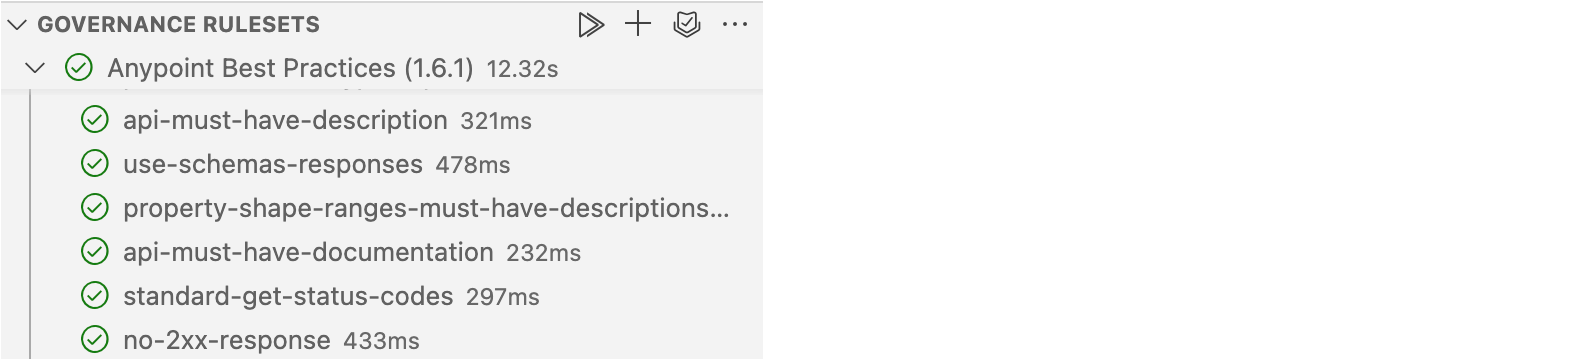 GOVERNANCE RULESETS
Anypoint Best Practices (1.6.1) 12.32s
api-must-have-description 321ms
use-schemas-responses 478ms
property-shape-ranges-must-have-descriptions...
api-must-have-documentation 232ms
standard-get-status-codes 297ms
no-2xx-response 433ms